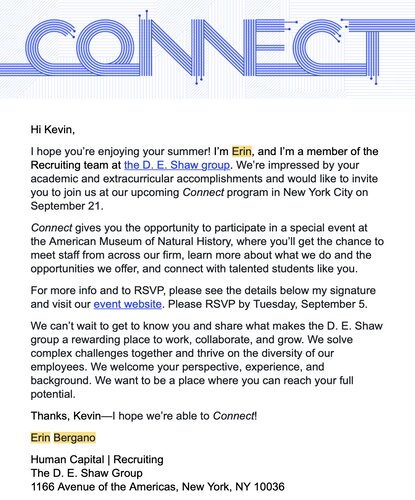 CONNECT
Hi Kevin,
I hope you're enjoying your summer! I'm Erin, and I'm a member of the
Recruiting team at the D. E. Shaw group. We're impressed by your
academic and extracurricular accomplishments and would like to invite
you to join us at our upcoming Connect program in New York City on
September 21.
Connect gives you the opportunity to participate in a special event at
the American Museum of Natural History, where you'll get the chance to
meet staff from across our firm, learn more about what we do and the
opportunities we offer, and connect with talented students like you.
For more info and to RSVP, please see the details below my signature
and visit our event website. Please RSVP by Tuesday, September 5.
We can't wait to get to know you and share what makes the D. E. Shaw
group a rewarding place to work, collaborate, and grow. We solve
complex challenges together and thrive on the diversity of our
employees. We welcome your perspective, experience, and
background. We want to be a place where you can reach your full
potential.
Thanks, Kevin—I hope we're able to Connect!
Erin Bergano
Human Capital | Recruiting
The D. E. Shaw Group
1166 Avenue of the Americas, New York, NY 10036